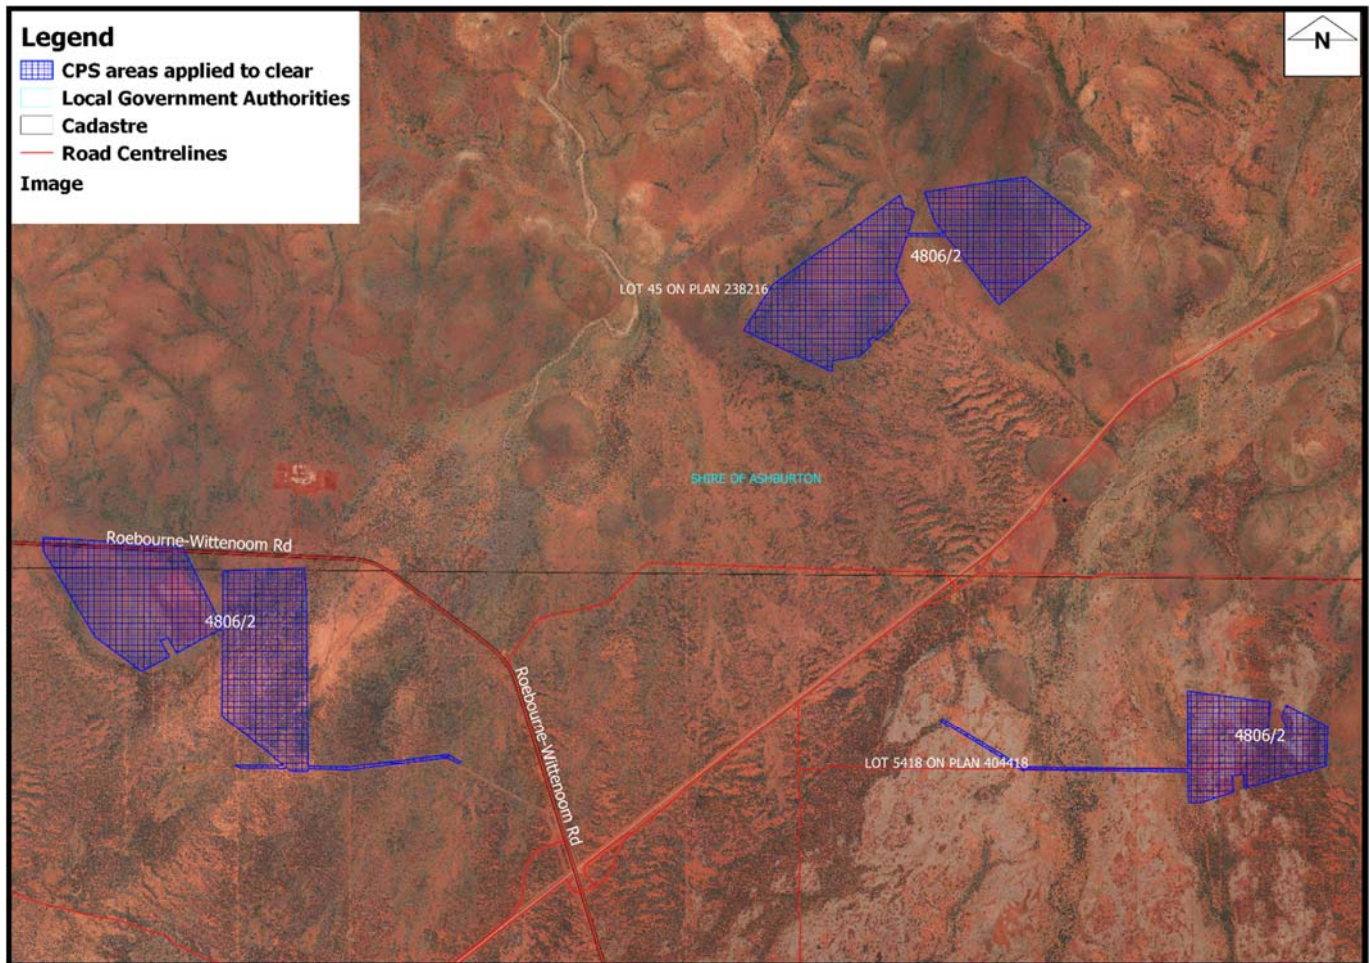 Legend
CPS areas applied to clear
Local Government Authorities
Cadastre
Road Centrelines
Image
N
4806/2
LOT 45 ON PLAN 238216
SHIRE OF ASHBURTON
Roebourne-Wittenoom Rd
4806/2
Roebourne-Wittenoom Rd
4806/2
LOT 5418 ON PLAN 404418